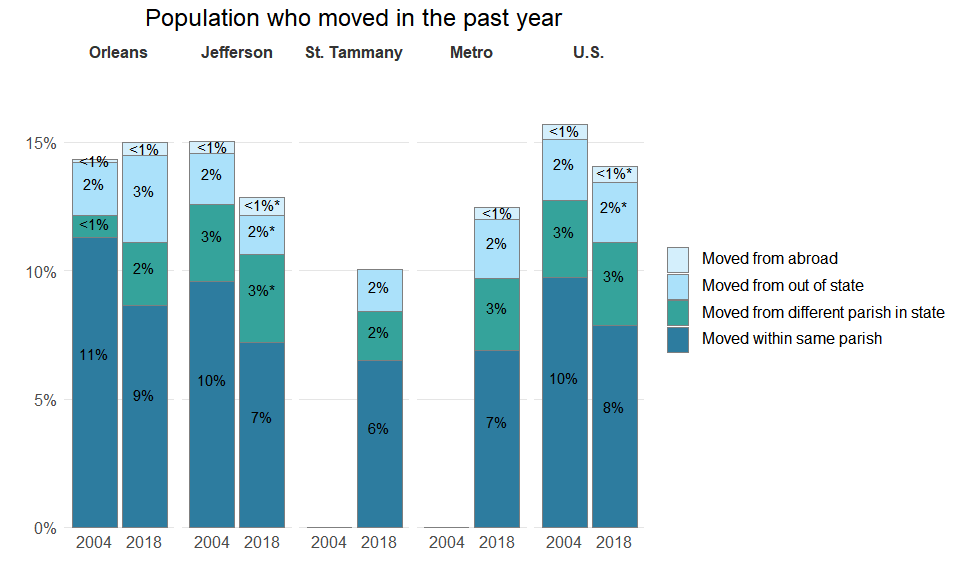 Population who moved in the past year
Orleans Jefferson St. Tammany Metro U.S.
15%
10%
5%
0%
<1% 2% <1% 11%
<1% 3% 2% 9%
<1% 2% 3% 10%
<1%* 2%* 3%* 7%
2% 2% 6%
<1% 2% 3% 7%
<1% 2% 3% 10%
<1%* 2%* 3% 8%
2004 2018 2004 2018 2004 2018 2004 2018 2004 2018
Moved from abroad
Moved from out of state
Moved from different parish in state
Moved within same parish